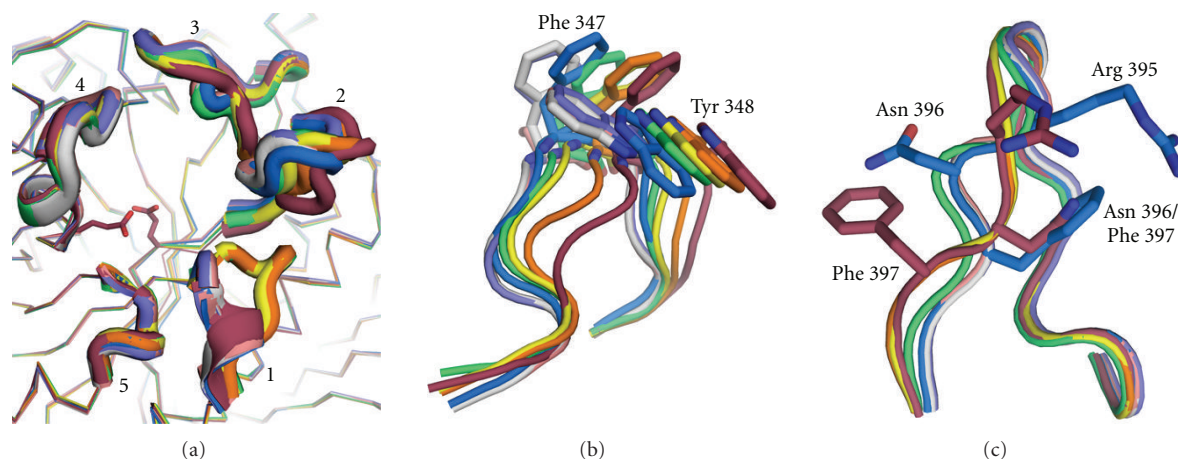 3
4
2
5
1
(a)
Phe 347
Tyr 348
(b)
Arg 395
Asn 396
Asn 396/
Phe 397
Phe 397
(c)